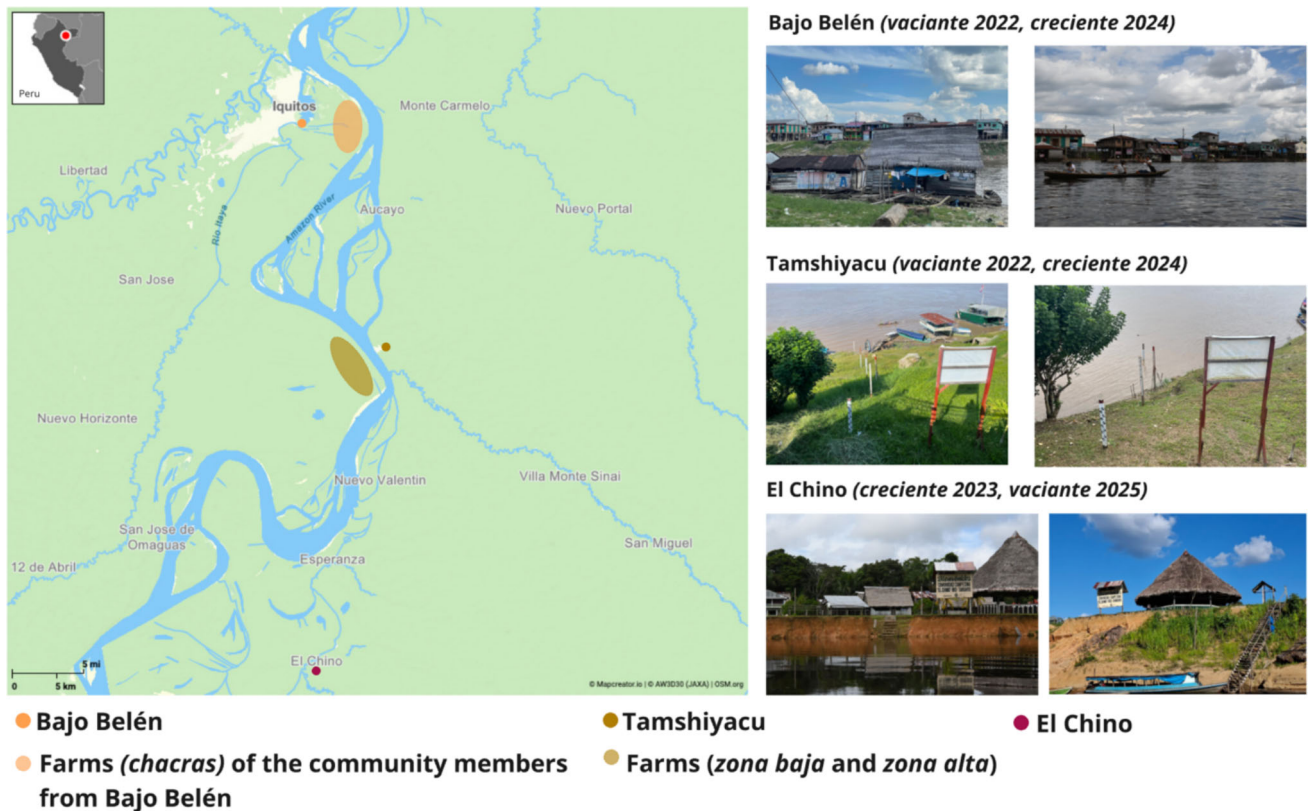 Peru
Iquitos
Monte Carmelo
Libertad
Nuevo Portal
Aucayo
Río Itaya
Amazon River
San Jose
Nuevo Horizonte
Nuevo Valentin
Villa Monte Sinai
San Jose de
Omaguas
San Miguel
12 de Abril
Esperanza
El Chino
5 mi
0 5 km
© Mapcreator.io | © AW3D30 (JAXA) | OSM.org
Bajo Belén (vaciante 2022, creciente 2024)
Tamshiyacu (vaciante 2022, creciente 2024)
El Chino (creciente 2023, vaciante 2025)
Bajo Belén
Farms (chacras) of the community members
from Bajo Belén
Tamshiyacu
Farms (zona baja and zona alta)
El Chino